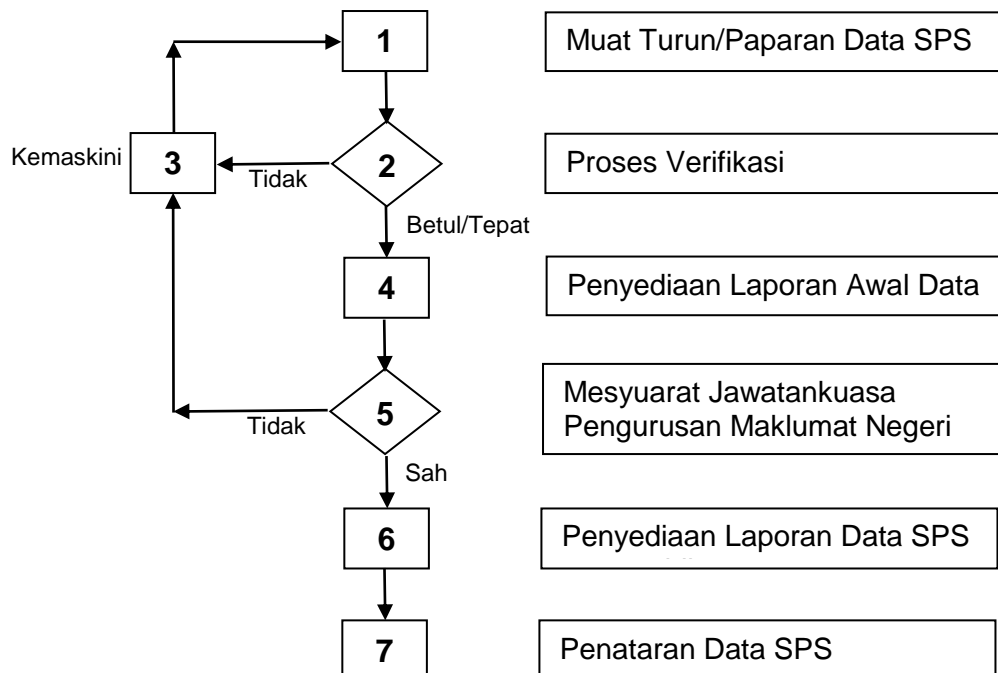 1
Muat Turun/Paparan Data SPS
Kemaskini
3
Tidak
2
Proses Verifikasi
Betul/Tepat
4
Penyediaan Laporan Awal Data
Tidak
5
Mesyuarat Jawatankuasa
Pengurusan Maklumat Negeri
Sah
6
Penyediaan Laporan Data SPS
7
Penataran Data SPS